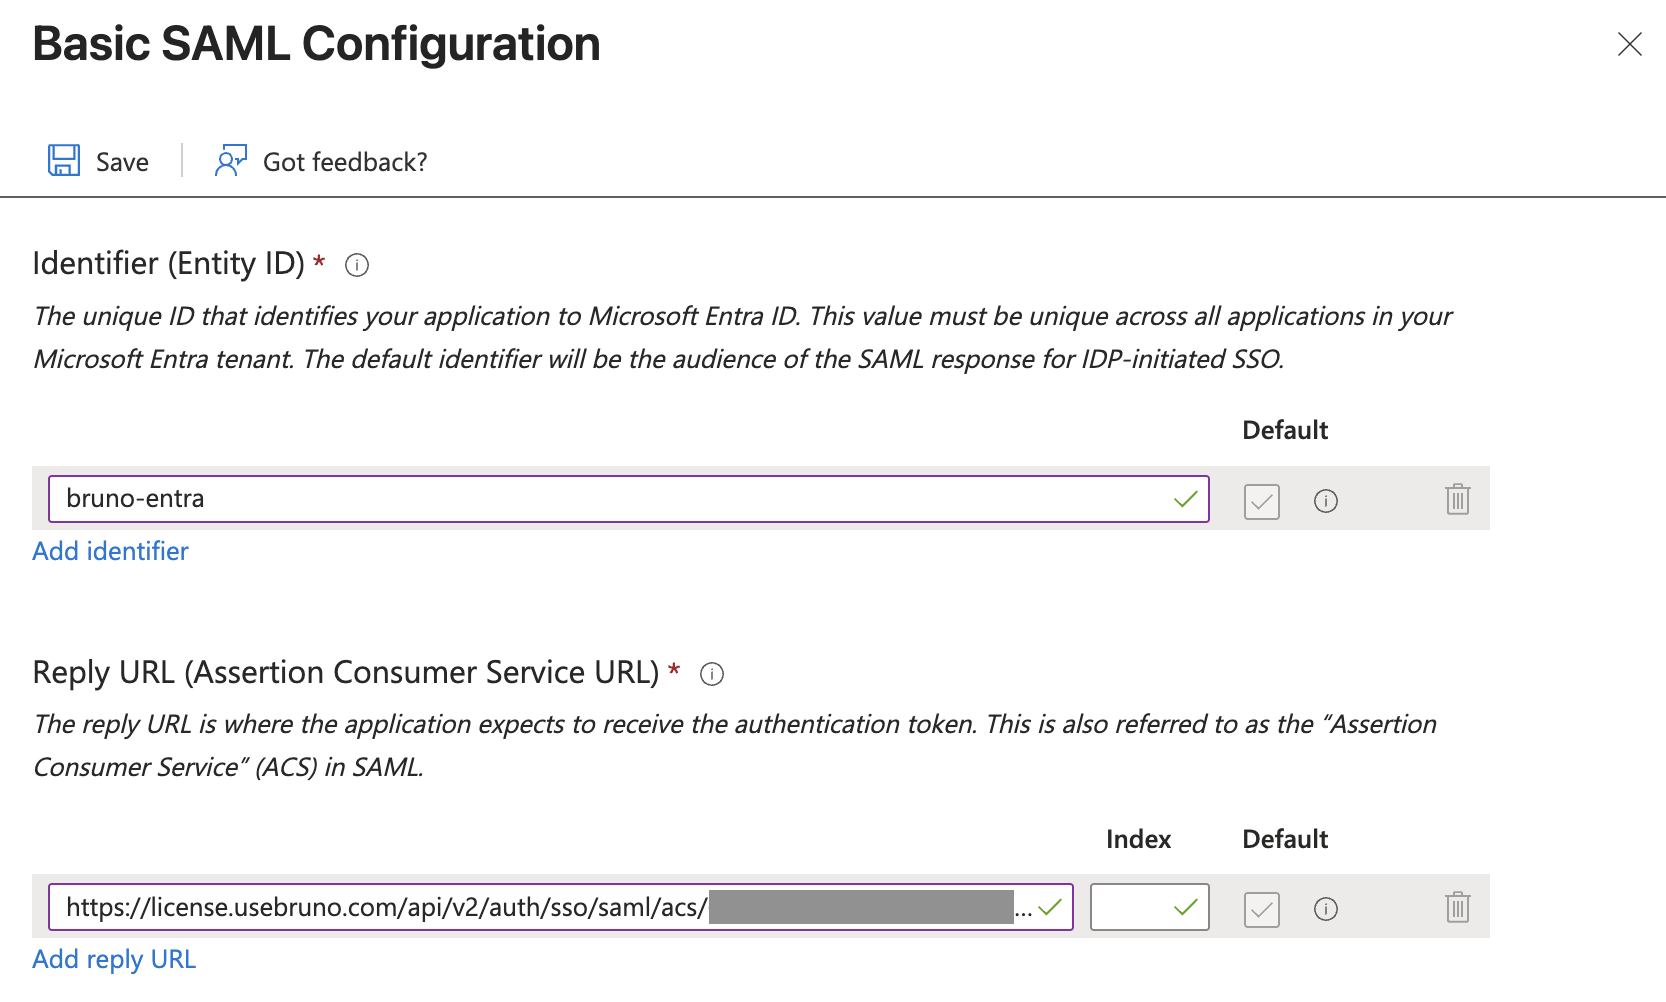 Basic SAML Configuration
Save
Got feedback?
Identifier (Entity ID) *
The unique ID that identifies your application to Microsoft Entra ID. This value must be unique across all applications in your
Microsoft Entra tenant. The default identifier will be the audience of the SAML response for IDP-initiated SSO.
Default
bruno-entra
Add identifier
Reply URL (Assertion Consumer Service URL) *
The reply URL is where the application expects to receive the authentication token. This is also referred to as the “Assertion
Consumer Service” (ACS) in SAML.
Index Default
https://license.usebruno.com/api/v2/auth/sso/saml/acs/ ...
Add reply URL